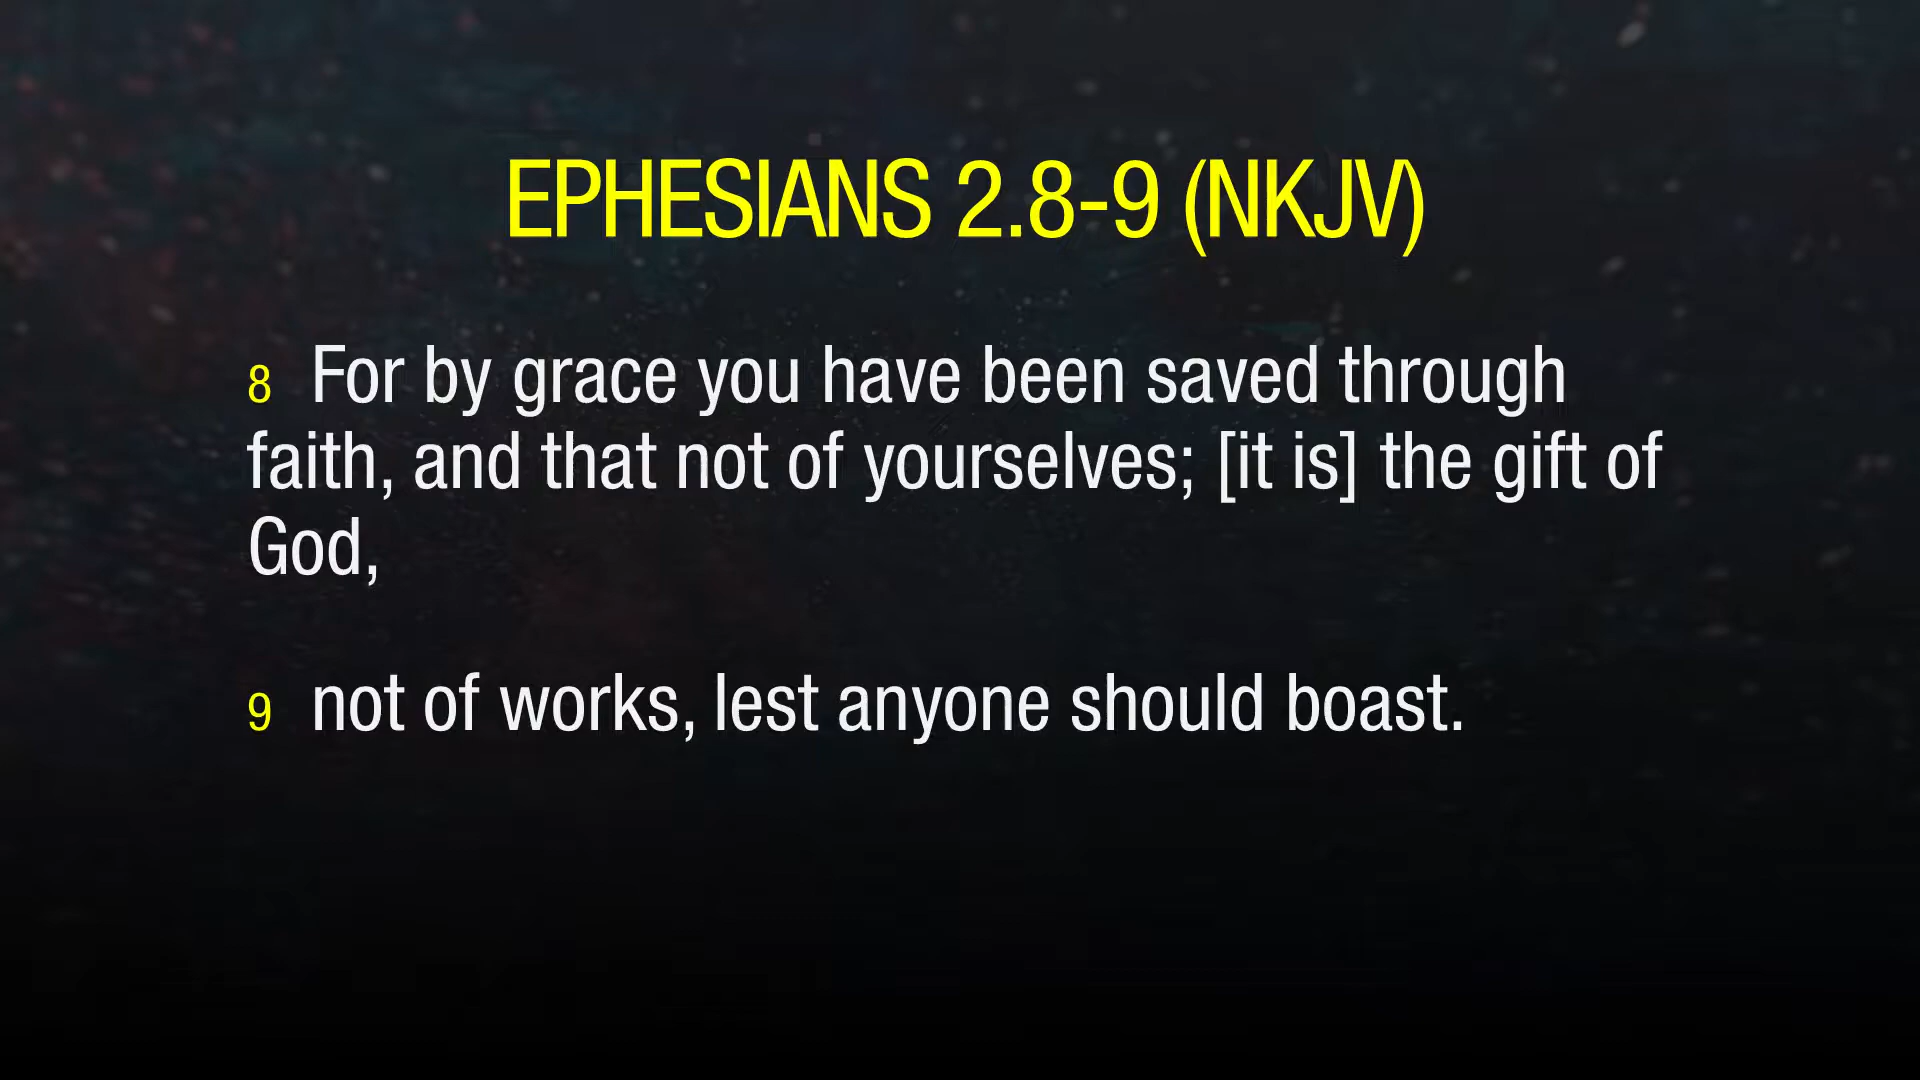 EPHESIANS 2.8-9 (NKJV)
8 For by grace you have been saved through
faith, and that not of yourselves; [it is] the gift of
God,
9 not of works, lest anyone should boast.